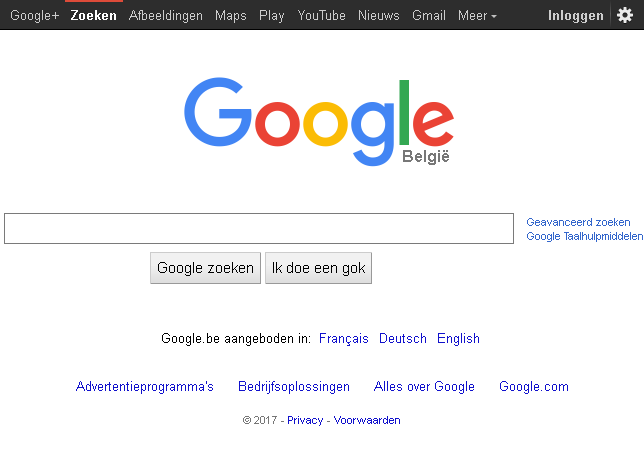 Google+ Zoeken Afbeeldingen Maps Play YouTube Nieuws Gmail Meer Inloggen
Google
België
Geavanceerd zoeken
Google Taalhulpmiddelen
Google zoeken Ik doe een gok
Google.be aangeboden in: Français Deutsch English
Advertentieprogramma's Bedrijfsoplossingen Alles over Google Google.com
© 2017 - Privacy - Voorwaarden